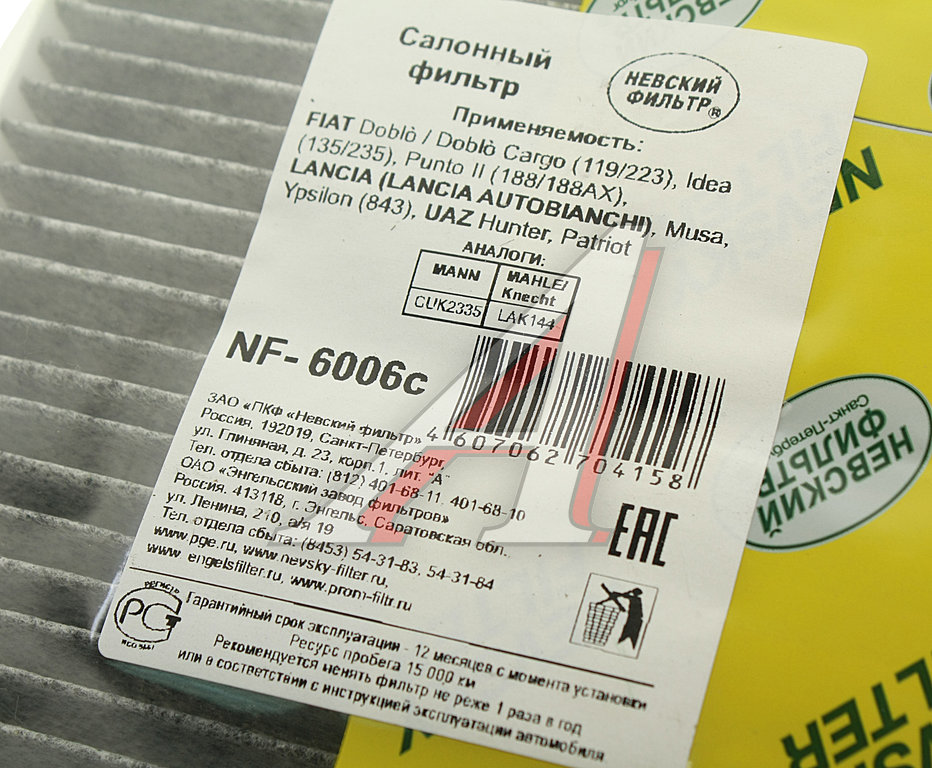 Салонный
фильтр
НЕВСКИЙ
ФИЛЬТР®
Применяемость:
FIAT Doblò / Doblò Cargo (119/223), Idea
(135/235), Punto II (188/188AX),
LANCIA (LANCIA AUTOBIANCHI), Musa,
Ypsilon (843), UAZ Hunter, Patriot
АНАЛОГИ:
MANN MAHLE/
Knecht
CUK2335 LAK144
NF- 6006с
4 607062 704158
ЗАО «ПКФ «Невский фильтр»
Россия, 192019, Санкт-Петербург,
ул. Глиняная, д. 23, корп.1, лит. "А"
Тел. отдела сбыта: (812) 401-68-11, 401-68-10
ОАО «Энгельсский завод фильтров»
Россия, 413118, г. Энгельс, Саратовская обл.,
ул. Ленина, 210, а/я 19
Тел. отдела сбыта: (8453) 54-31-83, 54-31-84
www.pge.ru, www.nevsky-filter.ru,
www.engelsfilter.ru, www.prom-filtr.ru
EAC
регистр
РСТ
Гарантийный срок эксплуатации - 12 месяцев с момента установки
Ресурс пробега 15 000 км
Рекомендуется менять фильтр не реже 1 раза в год
или в соответствии с инструкцией эксплуатации автомобиля
НЕВСКИЙ
ФИЛЬТР
Санкт-Петербург